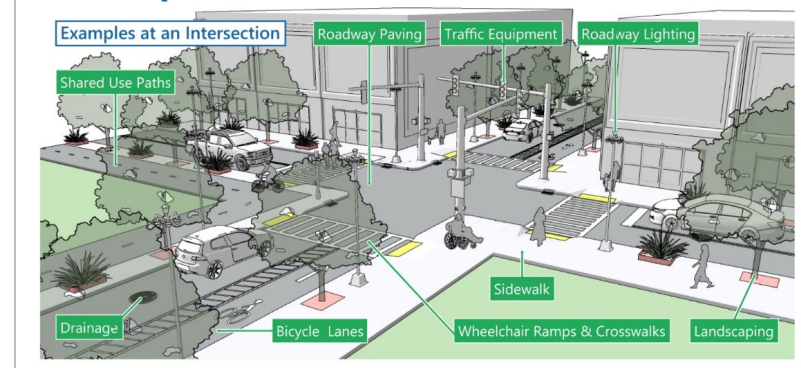 Examples at an Intersection
Roadway Paving
Traffic Equipment
Roadway Lighting
Shared Use Paths
Sidewalk
Drainage
Bicycle Lanes
Wheelchair Ramps & Crosswalks
Landscaping